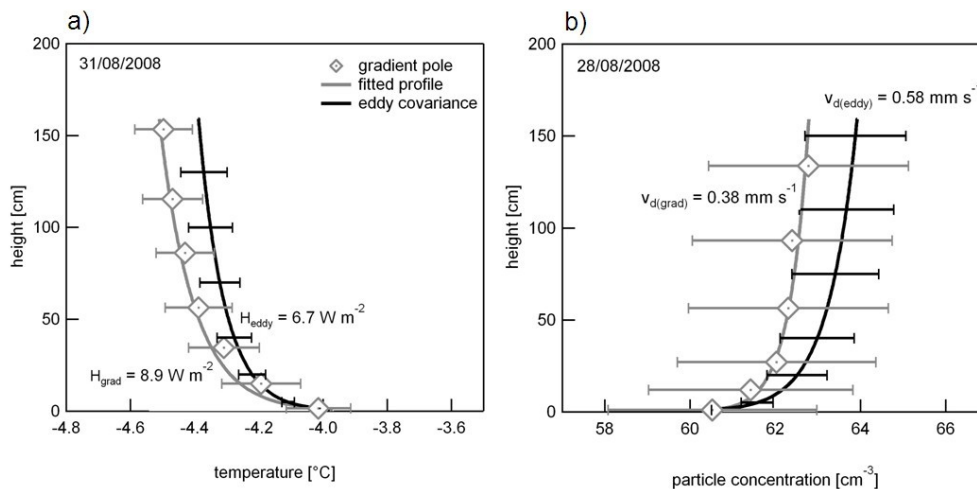 a)
200
150
100
50
0
height [cm]
31/08/2008
gradient pole
fitted profile
eddy covariance
H_eddy = 6.7 W m⁻²
H_grad = 8.9 W m⁻²
-4.8 -4.6 -4.4 -4.2 -4.0 -3.8 -3.6
temperature [°C]
b)
200
150
100
50
0
height [cm]
28/08/2008
v_d(eddy) = 0.58 mm s⁻¹
v_d(grad) = 0.38 mm s⁻¹
58 60 62 64 66
particle concentration [cm⁻³]